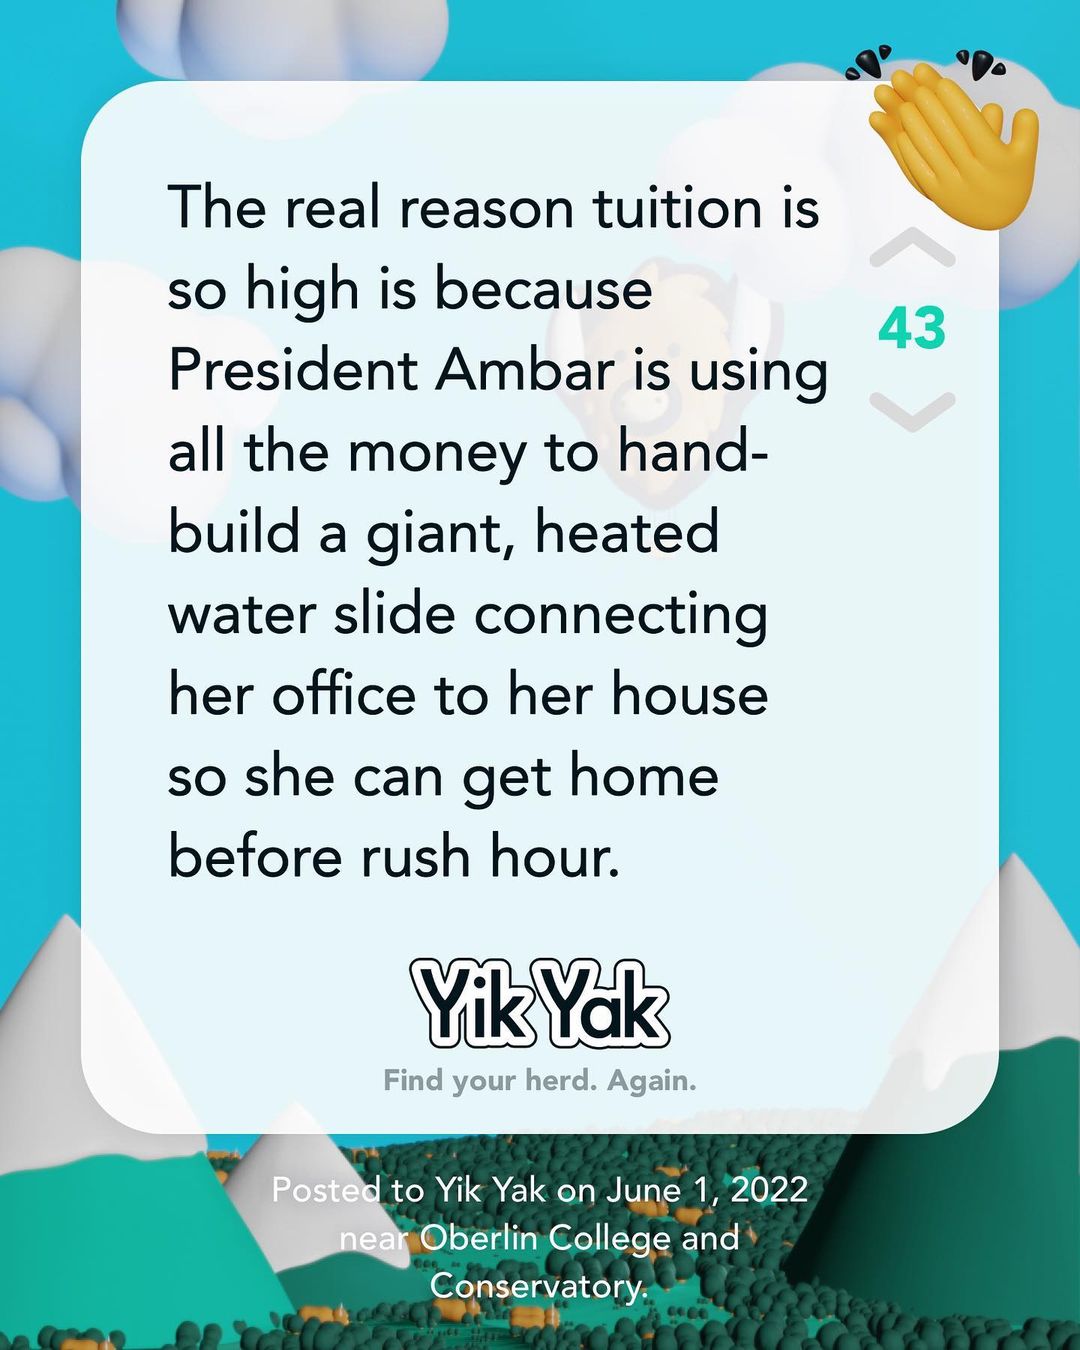 The real reason tuition is
so high is because
President Ambar is using
all the money to hand-
build a giant, heated
water slide connecting
her office to her house
so she can get home
before rush hour.
43
Yik Yak
Find your herd. Again.
Posted to Yik Yak on June 1, 2022
near Oberlin College and
Conservatory.